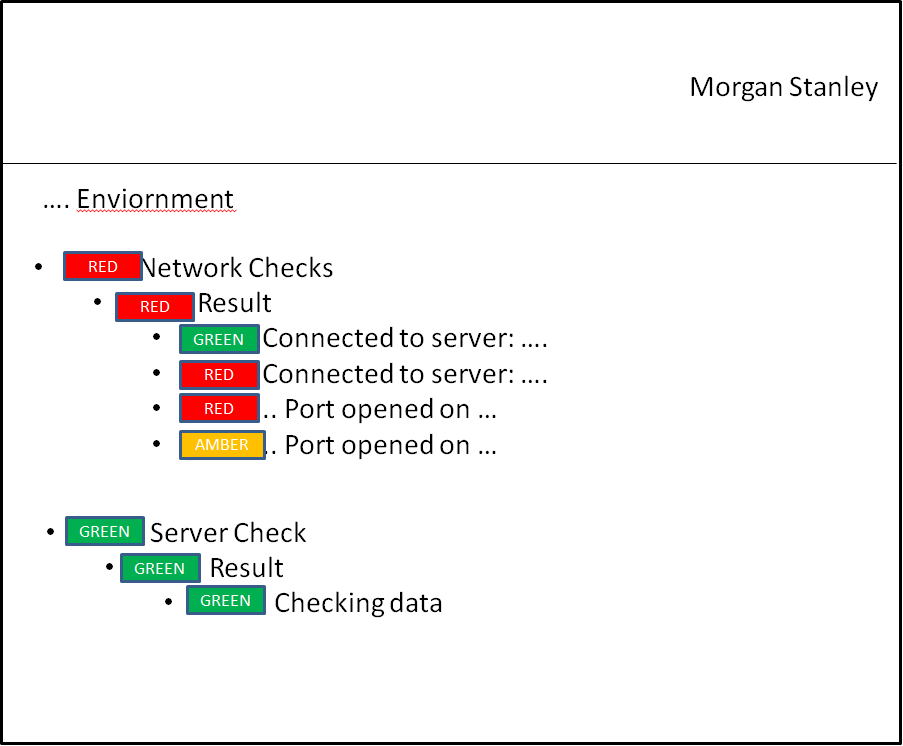 Morgan Stanley
.... Enviornment
• RED Network Checks
• RED Result
• GREEN Connected to server: ....
• RED Connected to server: ....
• RED .. Port opened on ...
• AMBER .. Port opened on ...
• GREEN Server Check
• GREEN Result
• GREEN Checking data